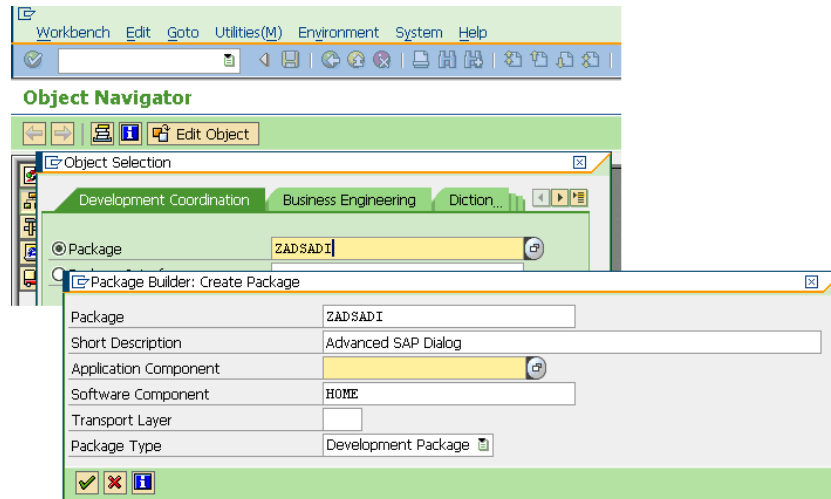 Workbench Edit Goto Utilities(M) Environment System Help
Object Navigator
Edit Object
Object Selection
Development Coordination Business Engineering Diction...
Package ZADSADI
Package Builder: Create Package
Package ZADSADI
Short Description Advanced SAP Dialog
Application Component
Software Component HOME
Transport Layer
Package Type Development Package